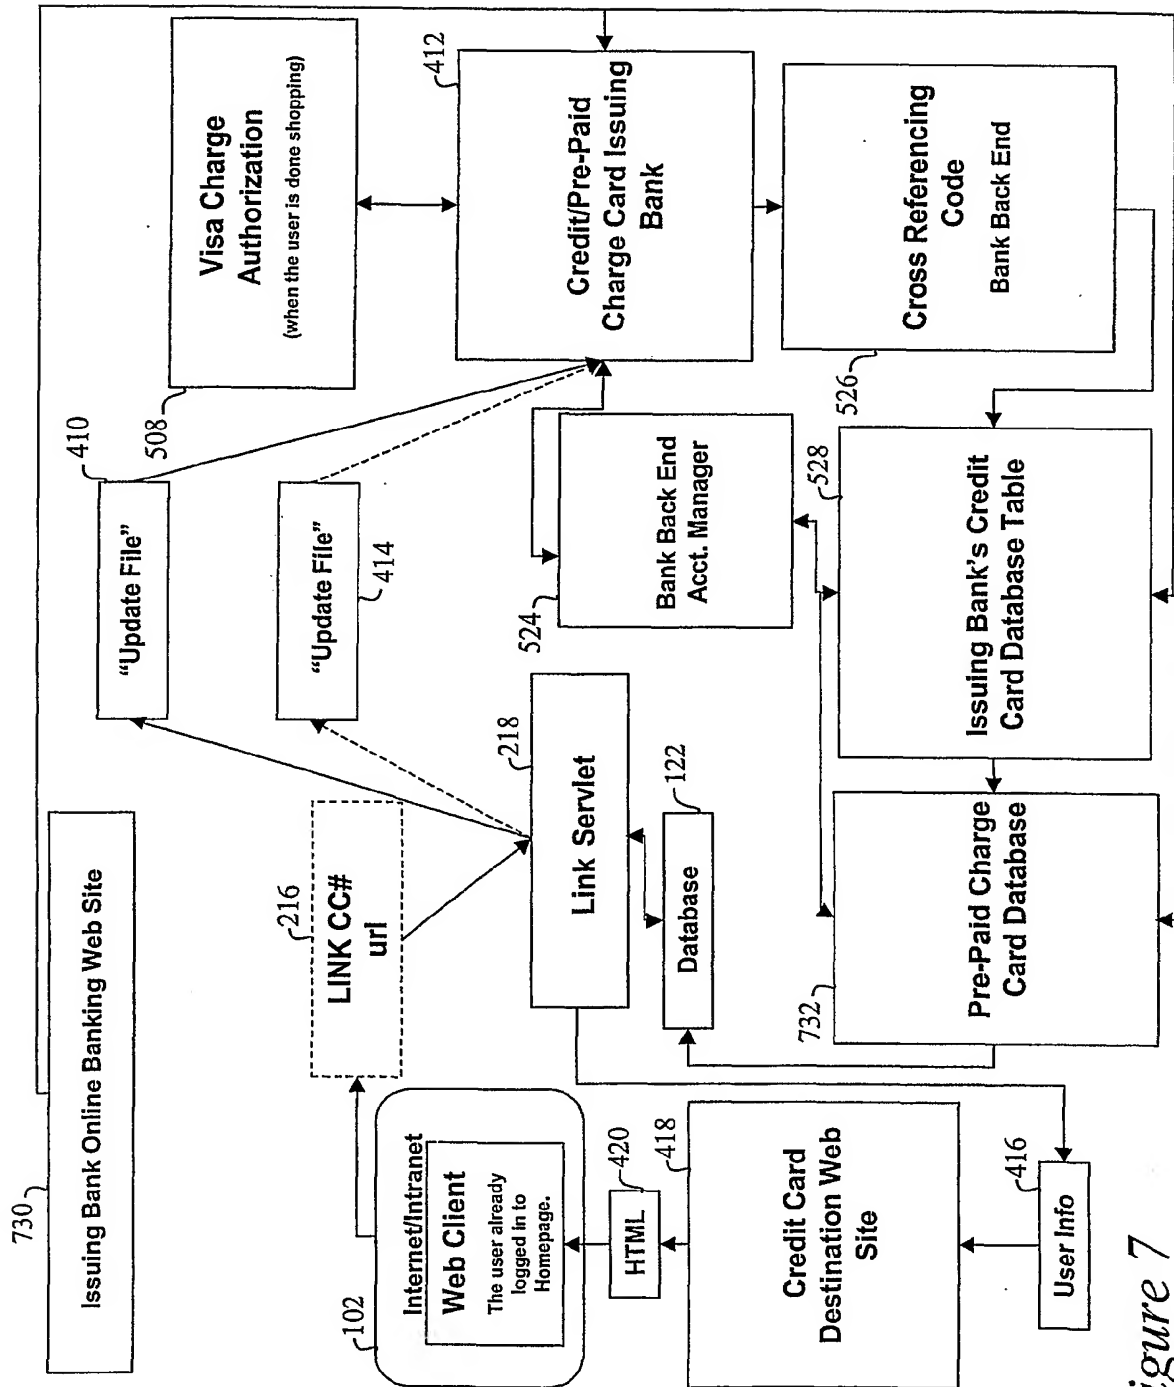 730
Issuing Bank Online Banking Web Site
410
"Update File"
508
Visa Charge
Authorization
(when the user is done shopping)
"Update File"
414
216
LINK CC#
url
412
Credit/Pre-Paid
Charge Card Issuing
Bank
102
Internet/Intranet
Web Client
The user already
logged in to
Homepage.
218
Link Servlet
524
Bank Back End
Acct. Manager
122
Database
420
HTML
526
Cross Referencing
Code
Bank Back End
418
Credit Card
Destination Web
Site
732
Pre-Paid Charge
Card Database
528
Issuing Bank's Credit
Card Database Table
416
User Info
igure 7